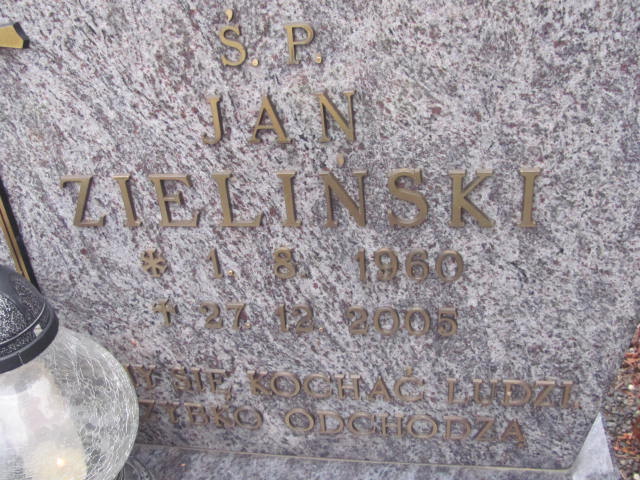 Ś. P.
JAN
ZIELIŃSKI
* 1. 8. 1960
✝ 27 12. 2005
SIĘ KOCHAĆ LUDZI,
ODCHODZĄ